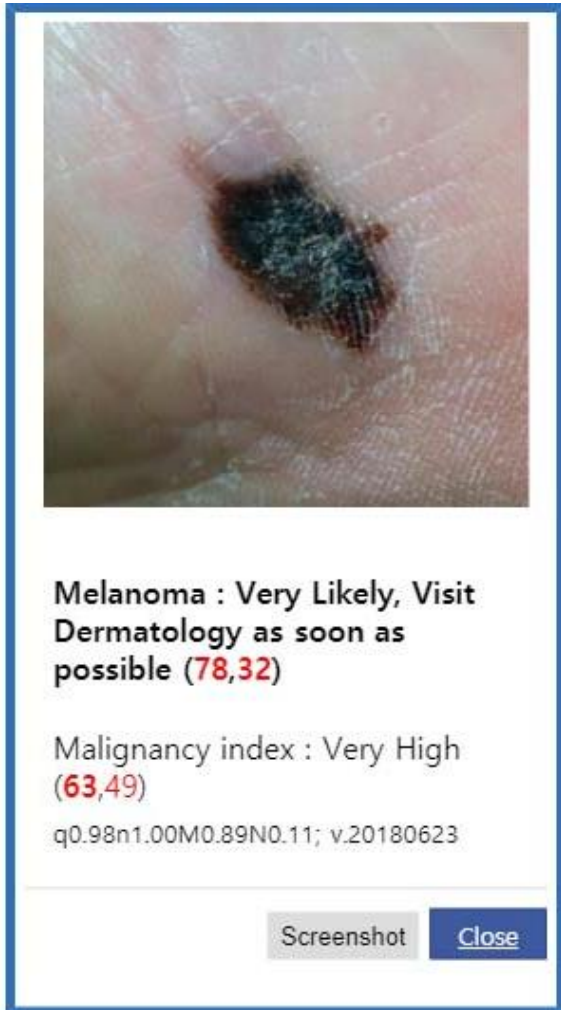 Melanoma : Very Likely, Visit
Dermatology as soon as
possible (78,32)
Malignancy index : Very High
(63,49)
q0.98n1.00M0.89N0.11; v.20180623
Screenshot
Close